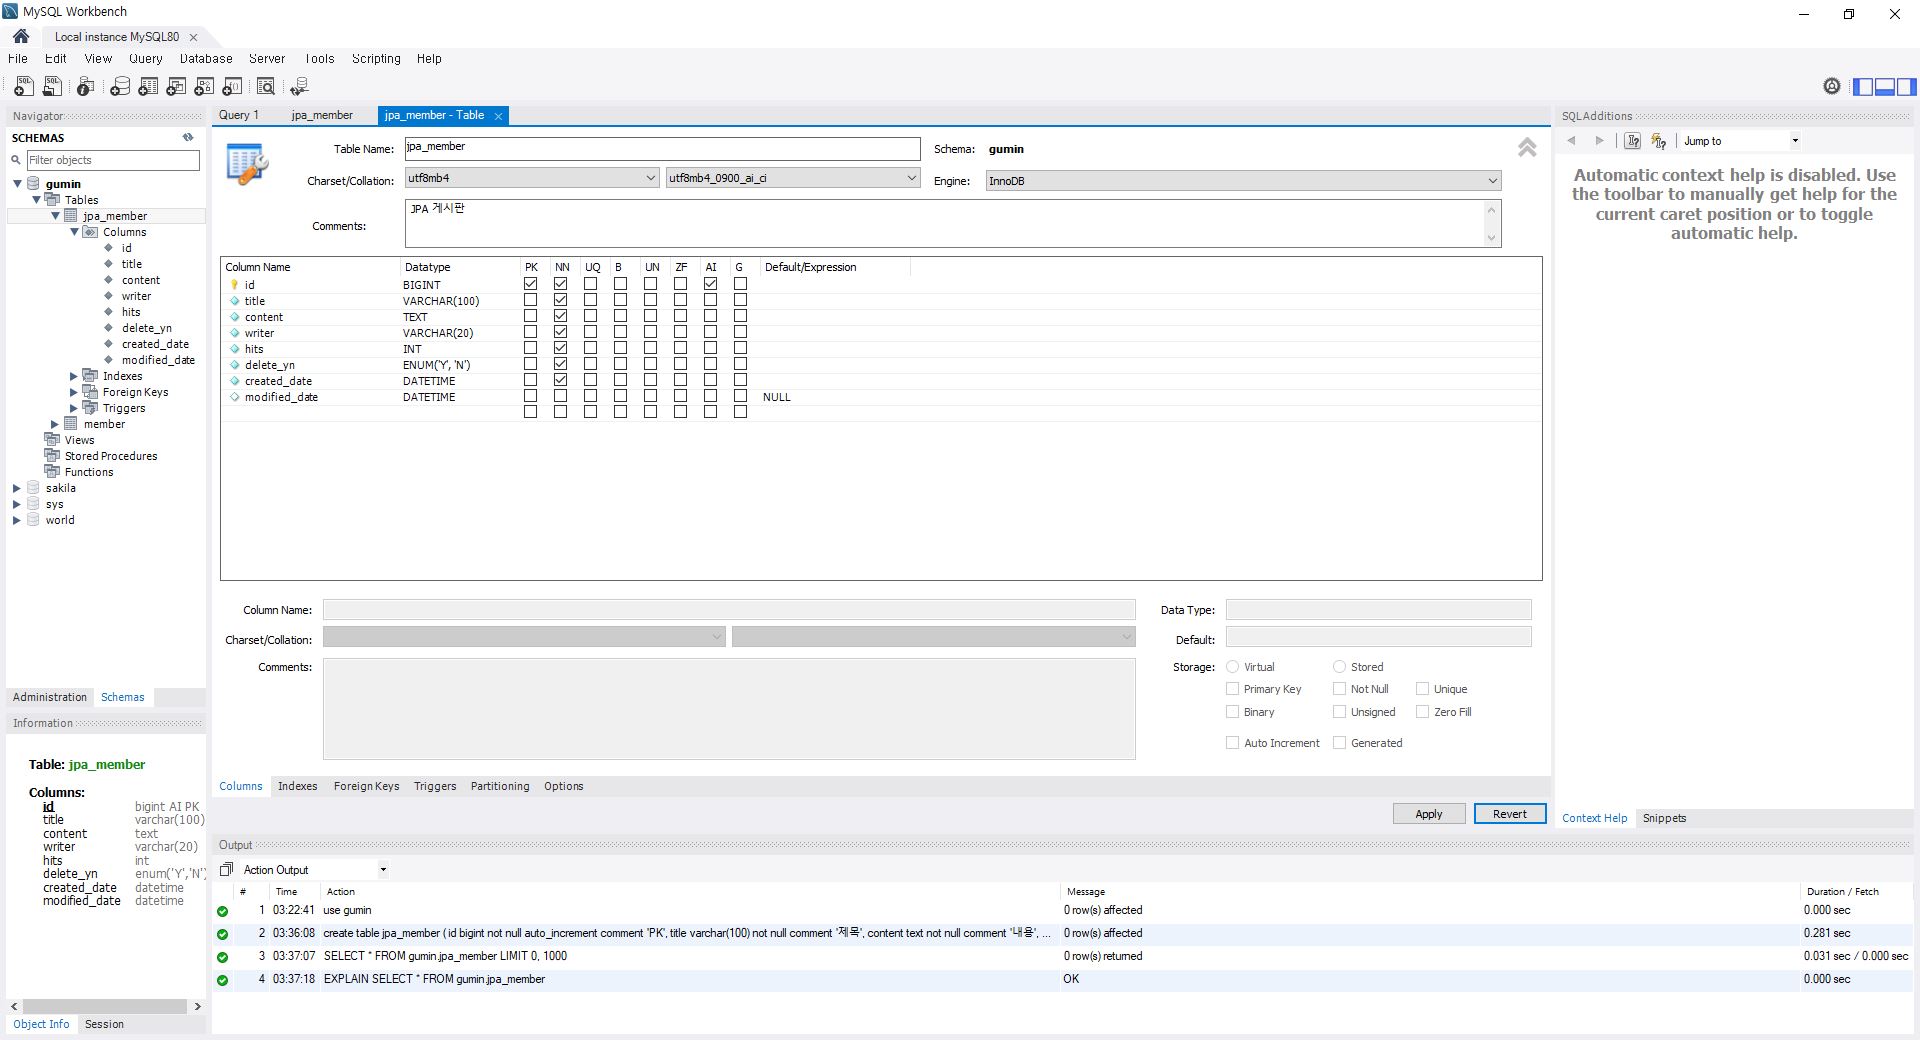 MySQL Workbench
Local instance MySQL80
File Edit View Query Database Server Tools Scripting Help
Navigator
SCHEMAS
Filter objects
gumin
Tables
jpa_member
Columns
id
title
content
writer
hits
delete_yn
created_date
modified_date
Indexes
Foreign Keys
Triggers
member
Views
Stored Procedures
Functions
sakila
sys
world
Administration Schemas
Information
Table: jpa_member
Columns:
id bigint AI PK
title varchar(100)
content text
writer varchar(20)
hits int
delete_yn enum('Y','N')
created_date datetime
modified_date datetime
Object Info Session
Query 1 jpa_member jpa_member - Table
Table Name: jpa_member Schema: gumin
Charset/Collation: utf8mb4 utf8mb4_0900_ai_ci Engine: InnoDB
Comments: JPA 게시판
Column Name Datatype PK NN UQ B UN ZF AI G Default/Expression
id BIGINT
title VARCHAR(100)
content TEXT
writer VARCHAR(20)
hits INT
delete_yn ENUM('Y', 'N')
created_date DATETIME
modified_date DATETIME NULL
Column Name: Data Type:
Charset/Collation: Default:
Comments: Storage: Virtual Stored
Primary Key Not Null Unique
Binary Unsigned Zero Fill
Auto Increment Generated
Columns Indexes Foreign Keys Triggers Partitioning Options
Apply Revert
Output
Action Output
# Time Action Message Duration / Fetch
1 03:22:41 use gumin 0 row(s) affected 0.000 sec
2 03:36:08 create table jpa_member ( id bigint not null auto_increment comment 'PK', title varchar(100) not null comment '제목', content text not null comment '내용', ... 0 row(s) affected 0.281 sec
3 03:37:07 SELECT * FROM gumin.jpa_member LIMIT 0, 1000 0 row(s) returned 0.031 sec / 0.000 sec
4 03:37:18 EXPLAIN SELECT * FROM gumin.jpa_member OK 0.000 sec
SQLAdditions
Jump to
Automatic context help is disabled. Use
the toolbar to manually get help for the
current caret position or to toggle
automatic help.
Context Help Snippets